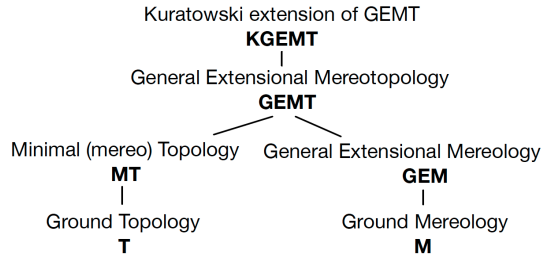 Kuratowski extension of GEMT
KGEMT
General Extensional Mereotopology
GEMT
Minimal (mereo) Topology
MT
General Extensional Mereology
GEM
Ground Topology
T
Ground Mereology
M